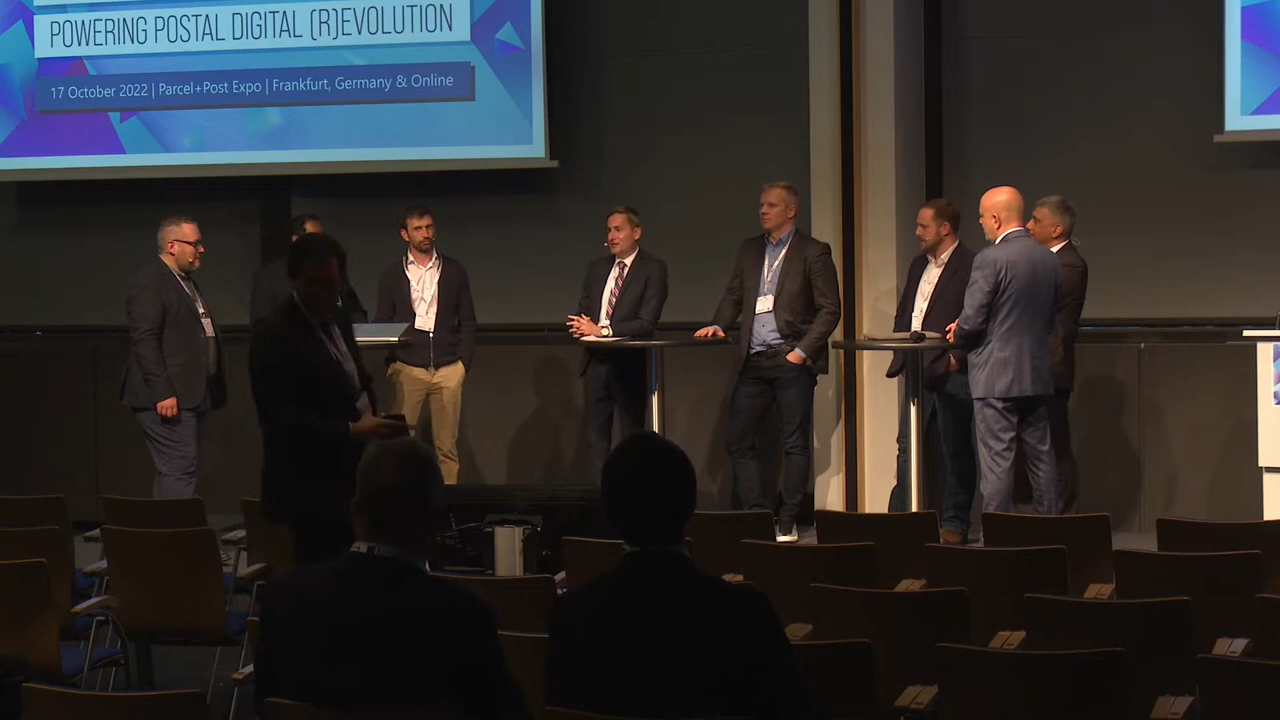 POWERING POSTAL DIGITAL (R)EVOLUTION
17 October 2022 | Parcel+Post Expo | Frankfurt, Germany & Online